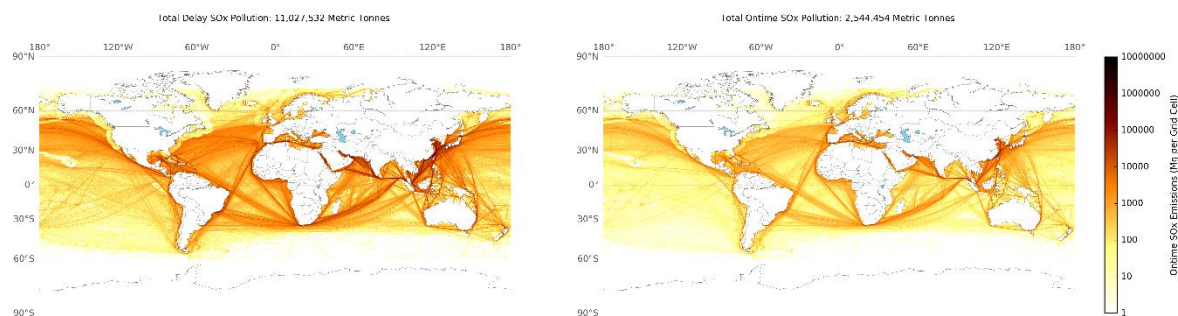 Total Delay SOx Pollution: 11,027,532 Metric Tonnes
180° 120°W 60°W 0° 60°E 120°E 180°
90°N
60°N
30°N
0°
30°S
60°S
90°S
Total Ontime SOx Pollution: 2,544,454 Metric Tonnes
180° 120°W 60°W 0° 60°E 120°E 180°
90°N
60°N
30°N
0°
30°S
60°S
90°S
10000000
1000000
100000
10000
1000
100
10
1
Ontime SOx Emissions (Mg per Grid Cell)